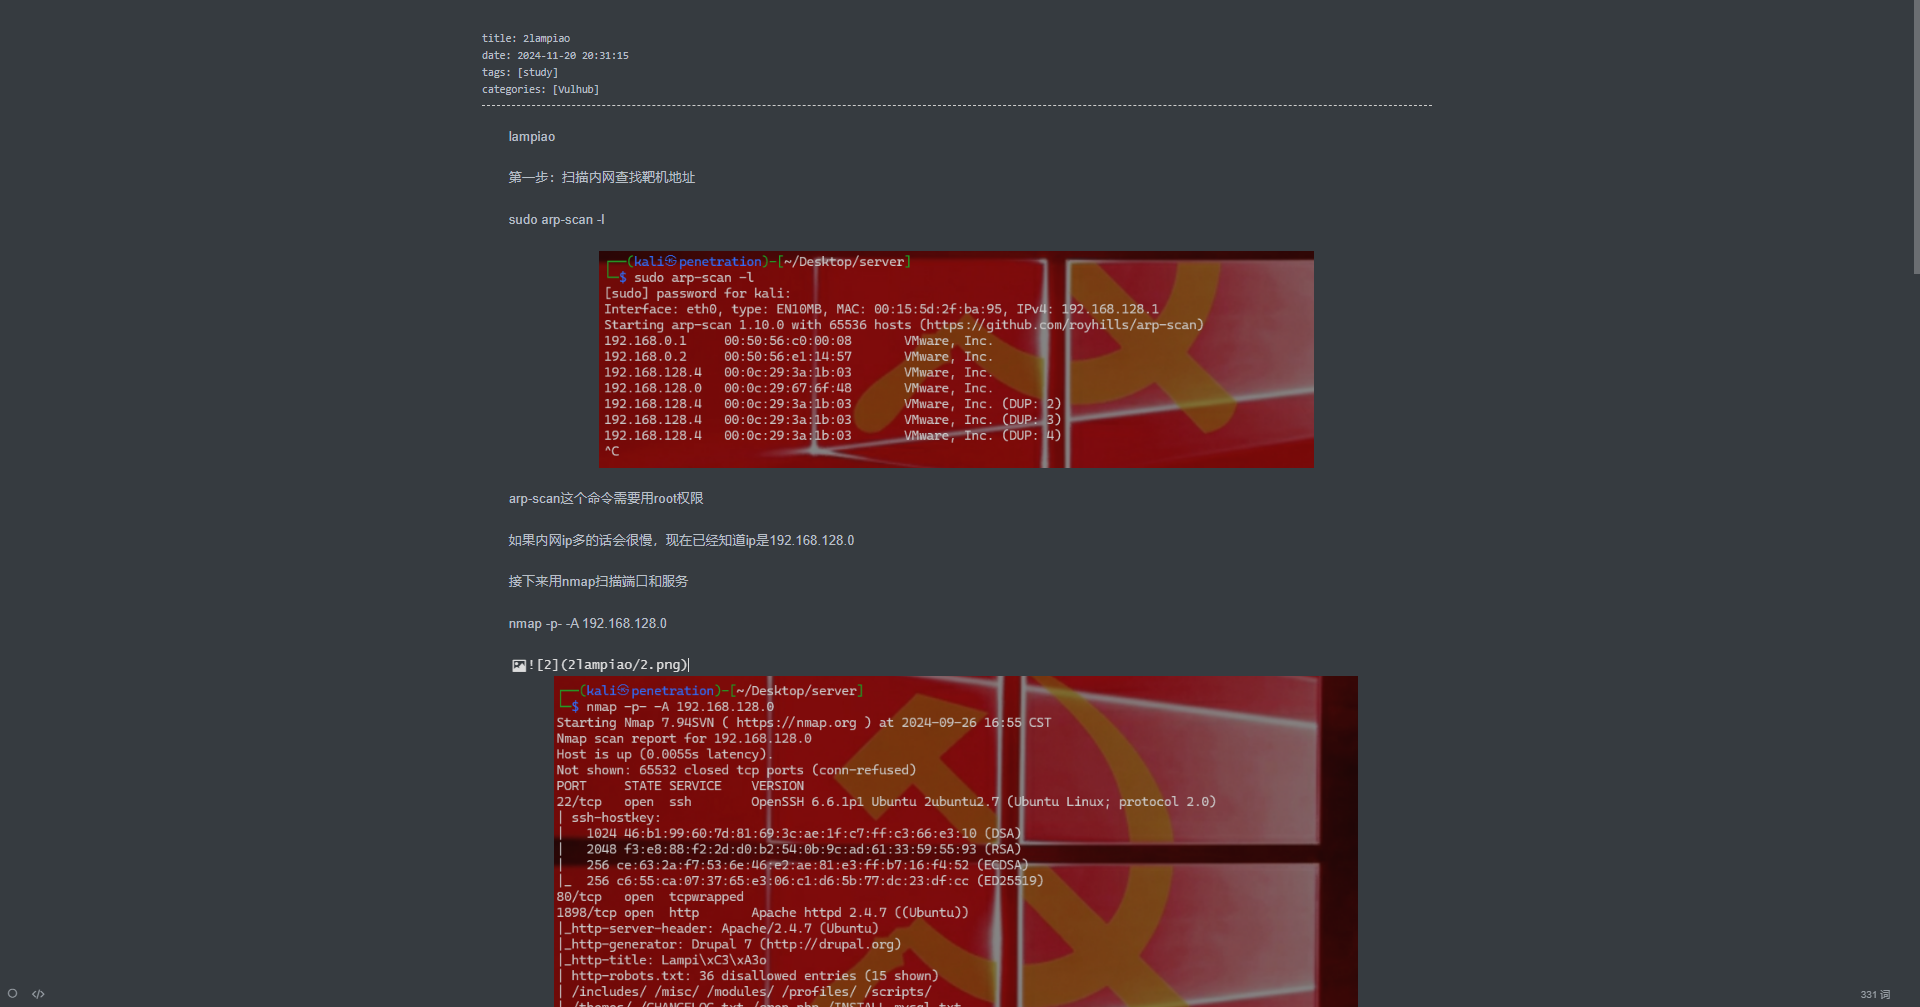 title: 2lampiao
date: 2024-11-20 20:31:15
tags: [study]
categories: [Vulhub]
lampiao
第一步：扫描内网查找靶机地址
sudo arp-scan -l
┌──(kali㉿penetration)-[~/Desktop/server]
└─$ sudo arp-scan -l
[sudo] password for kali:
Interface: eth0, type: EN10MB, MAC: 00:15:5d:2f:ba:95, IPv4: 192.168.128.1
Starting arp-scan 1.10.0 with 65536 hosts (https://github.com/royhills/arp-scan)
192.168.0.1 00:50:56:c0:00:08 VMware, Inc.
192.168.0.2 00:50:56:e1:14:57 VMware, Inc.
192.168.128.4 00:0c:29:3a:1b:03 VMware, Inc.
192.168.128.0 00:0c:29:67:6f:48 VMware, Inc.
192.168.128.4 00:0c:29:3a:1b:03 VMware, Inc. (DUP: 2)
192.168.128.4 00:0c:29:3a:1b:03 VMware, Inc. (DUP: 3)
192.168.128.4 00:0c:29:3a:1b:03 VMware, Inc. (DUP: 4)
^C
arp-scan这个命令需要用root权限
如果内网ip多的话会很慢，现在已经知道ip是192.168.128.0
接下来用nmap扫描端口和服务
nmap -p- -A 192.168.128.0
![2](2lampiao/2.png)
┌──(kali㉿penetration)-[~/Desktop/server]
└─$ nmap -p- -A 192.168.128.0
Starting Nmap 7.94SVN ( https://nmap.org ) at 2024-09-26 16:55 CST
Nmap scan report for 192.168.128.0
Host is up (0.0055s latency).
Not shown: 65532 closed tcp ports (conn-refused)
PORT STATE SERVICE VERSION
22/tcp open ssh OpenSSH 6.6.1p1 Ubuntu 2ubuntu2.7 (Ubuntu Linux; protocol 2.0)
| ssh-hostkey:
| 1024 46:b1:99:60:7d:81:69:3c:ae:1f:c7:ff:c3:66:e3:10 (DSA)
| 2048 f3:e8:88:f2:2d:d0:b2:54:0b:9c:ad:61:33:59:55:93 (RSA)
| 256 ce:63:2a:f7:53:6e:46:e2:ae:81:e3:ff:b7:16:f4:52 (ECDSA)
|_ 256 c6:55:ca:07:37:65:e3:06:c1:d6:5b:77:dc:23:df:cc (ED25519)
80/tcp open tcpwrapped
1898/tcp open http Apache httpd 2.4.7 ((Ubuntu))
|_http-server-header: Apache/2.4.7 (Ubuntu)
|_http-generator: Drupal 7 (http://drupal.org)
|_http-title: Lampi\xC3\xA3o
| http-robots.txt: 36 disallowed entries (15 shown)
| /includes/ /misc/ /modules/ /profiles/ /scripts/
| /themes/ /CHANGELOG.txt /cron.php /INSTALL.mysql.txt
331 词